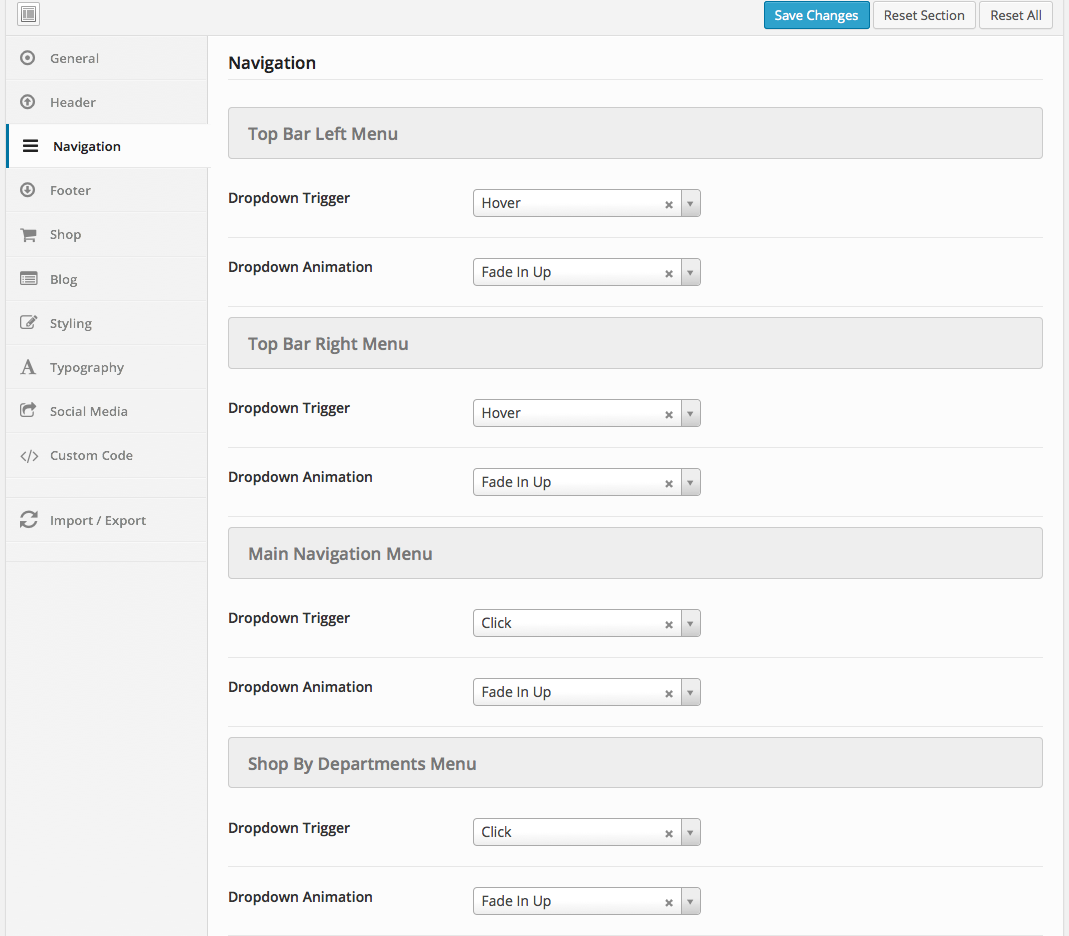 Save Changes
Reset Section
Reset All
General
Header
Navigation
Footer
Shop
Blog
Styling
Typography
Social Media
Custom Code
Import / Export
Navigation
Top Bar Left Menu
Dropdown Trigger
Hover
Dropdown Animation
Fade In Up
Top Bar Right Menu
Dropdown Trigger
Hover
Dropdown Animation
Fade In Up
Main Navigation Menu
Dropdown Trigger
Click
Dropdown Animation
Fade In Up
Shop By Departments Menu
Dropdown Trigger
Click
Dropdown Animation
Fade In Up